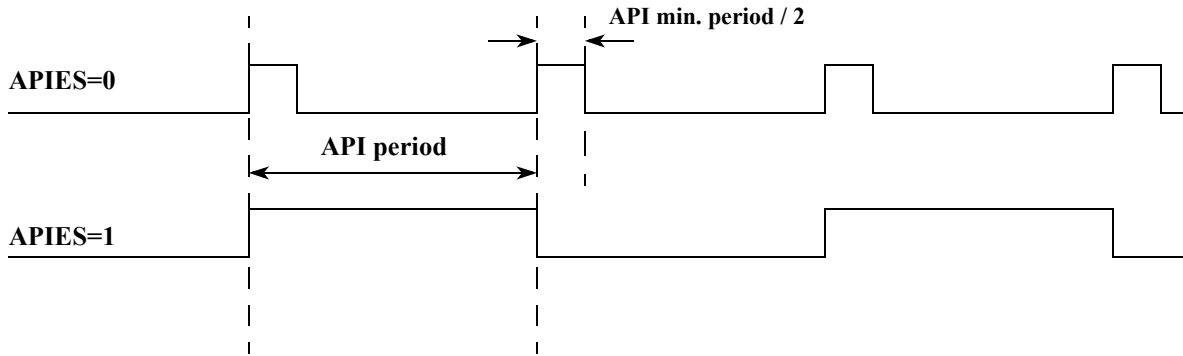 API min. period / 2
APIES=0
API period
APIES=1